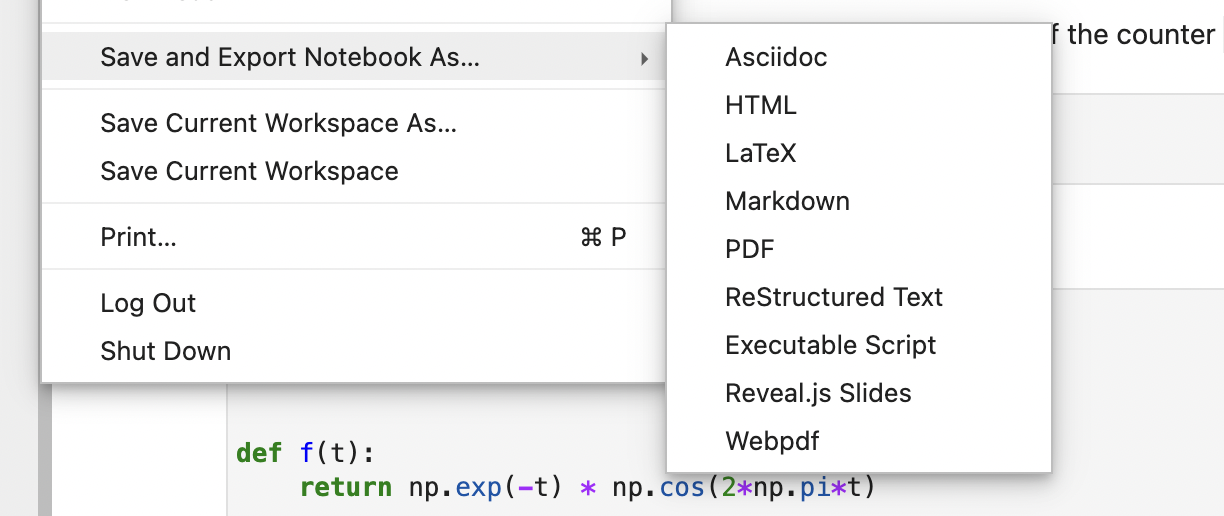 Save and Export Notebook As...
Save Current Workspace As...
Save Current Workspace
Print... ⌘ P
Log Out
Shut Down
Asciidoc
HTML
LaTeX
Markdown
PDF
ReStructured Text
Executable Script
Reveal.js Slides
Webpdf
f the counter
def f(t):
    return np.exp(-t) * np.cos(2*np.pi*t)